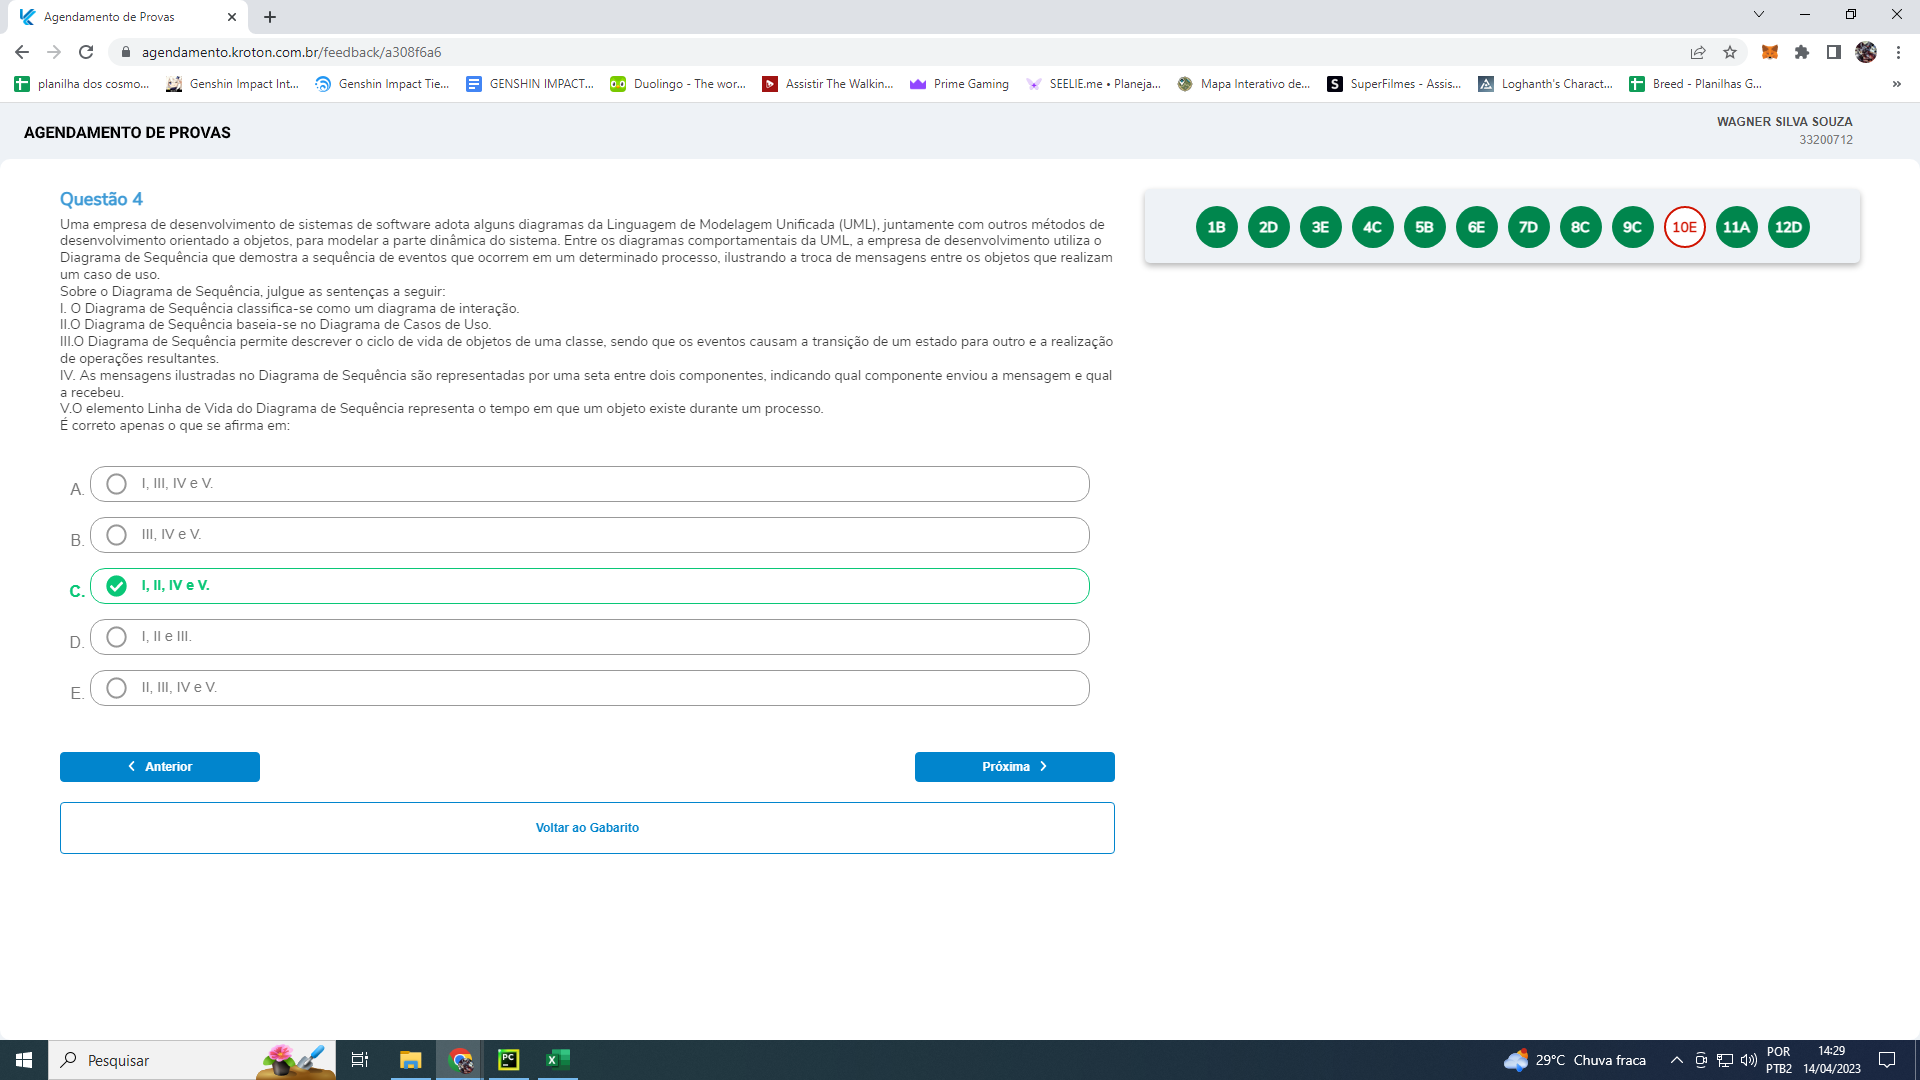 Agendamento de Provas
agendamento.kroton.com.br/feedback/a308f6a6
planilha dos cosmo...
Genshin Impact Int...
Genshin Impact Tie...
GENSHIN IMPACT...
Duolingo - The wor...
Assistir The Walkin...
Prime Gaming
SEELIE.me • Planeja...
Mapa Interativo de...
SuperFilmes - Assis...
Loghanth's Charact...
Breed - Planilhas G...
»
AGENDAMENTO DE PROVAS
WAGNER SILVA SOUZA
33200712
Questão 4
Uma empresa de desenvolvimento de sistemas de software adota alguns diagramas da Linguagem de Modelagem Unificada (UML), juntamente com outros métodos de
desenvolvimento orientado a objetos, para modelar a parte dinâmica do sistema. Entre os diagramas comportamentais da UML, a empresa de desenvolvimento utiliza o
Diagrama de Sequência que demostra a sequência de eventos que ocorrem em um determinado processo, ilustrando a troca de mensagens entre os objetos que realizam
um caso de uso.
Sobre o Diagrama de Sequência, julgue as sentenças a seguir:
I. O Diagrama de Sequência classifica-se como um diagrama de interação.
II.O Diagrama de Sequência baseia-se no Diagrama de Casos de Uso.
III.O Diagrama de Sequência permite descrever o ciclo de vida de objetos de uma classe, sendo que os eventos causam a transição de um estado para outro e a realização
de operações resultantes.
IV. As mensagens ilustradas no Diagrama de Sequência são representadas por uma seta entre dois componentes, indicando qual componente enviou a mensagem e qual
a recebeu.
V.O elemento Linha de Vida do Diagrama de Sequência representa o tempo em que um objeto existe durante um processo.
É correto apenas o que se afirma em:
A. I, III, IV e V.
B. III, IV e V.
C. I, II, IV e V.
D. I, II e III.
E. II, III, IV e V.
Anterior
Próxima
Voltar ao Gabarito
1B 2D 3E 4C 5B 6E 7D 8C 9C 10E 11A 12D
Pesquisar
PC
29°C Chuva fraca
POR
PTB2
14:29
14/04/2023